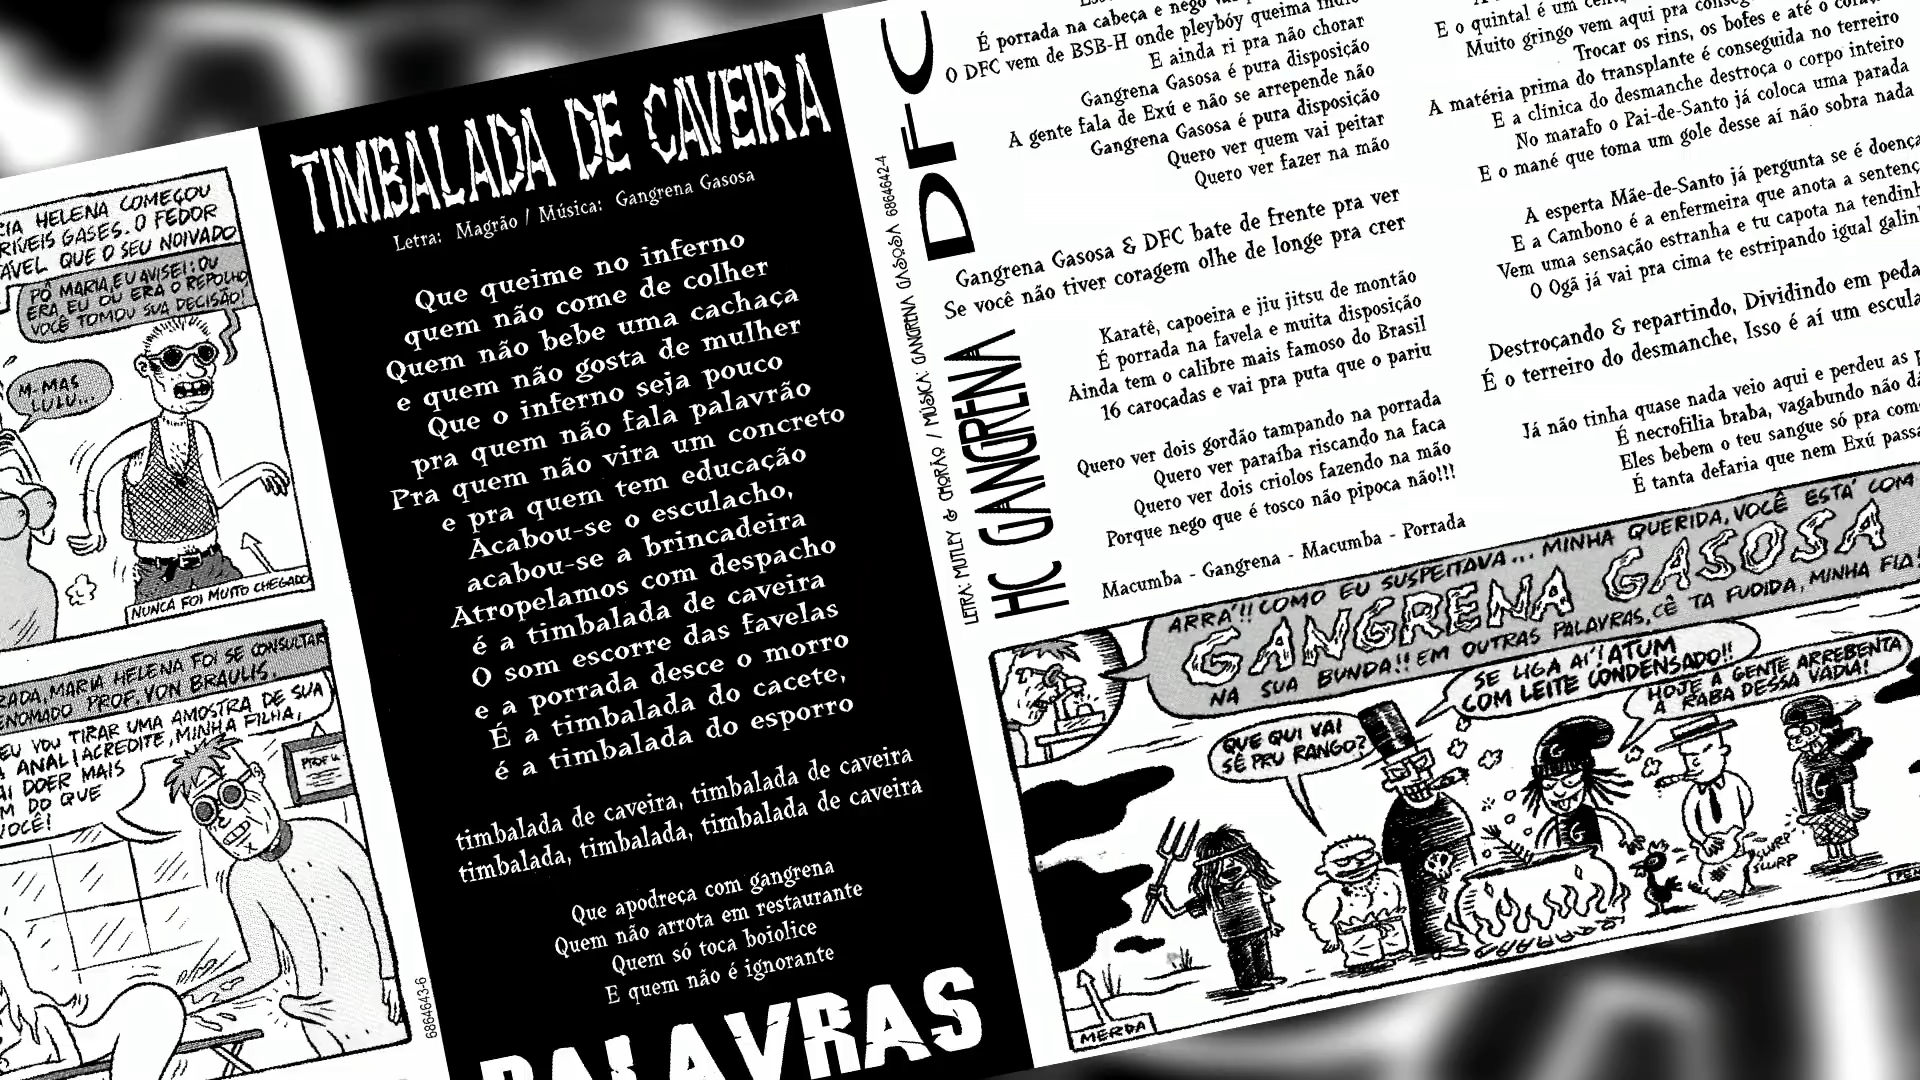 RIA HELENA COMEÇOU
RÍVEIS GASES. O FEDOR
ÁVEL QUE O SEU NOIVADO
PÔ MARIA, EU AVISEI: OU
ERA EU OU ERA O REPOLHO,
VOCÊ TOMOU SUA DECISÃO!
M-MAS
LULU...
NUNCA FOI MUITO CHEGADO
RADA, MARIA HELENA FOI SE CONSULTAR
ENOMADO PROF. VON BRAULIS.
EU VOU TIRAR UMA AMOSTRA DE SUA
A ANAL! ACREDITE, MINHA FILHA,
AI DOER MAIS
M DO QUE
VOCÊ!
6864643-6
TIMBALADA DE CAVEIRA
Letra: Magrão / Música: Gangrena Gasosa
Que queime no inferno
quem não come de colher
Quem não bebe uma cachaça
e quem não gosta de mulher
Que o inferno seja pouco
pra quem não fala palavrão
Pra quem não vira um concreto
e pra quem tem educação
Acabou-se o esculacho,
acabou-se a brincadeira
Atropelamos com despacho
é a timbalada de caveira
O som escorre das favelas
e a porrada desce o morro
É a timbalada do cacete,
é a timbalada do esporro
timbalada de caveira, timbalada de caveira
timbalada, timbalada, timbalada de caveira
Que apodreça com gangrena
Quem não arrota em restaurante
Quem só toca boiolice
E quem não é ignorante
PALAVRAS
HC GANGRENA DFC
LETRA: MUTLEY & CHORÃO / MÚSICA: GANGRENA GASOSA 6864642-4
É porrada na cabeça e nego
O DFC vem de BSB-H onde pleybóy queima índio
E ainda ri pra não chorar
Gangrena Gasosa é pura disposição
A gente fala de Exú e não se arrepende não
Gangrena Gasosa é pura disposição
Quero ver quem vai peitar
Quero ver fazer na mão
Gangrena Gasosa & DFC bate de frente pra ver
Se você não tiver coragem olhe de longe pra crer
Karatê, capoeira e jiu jitsu de montão
É porrada na favela e muita disposição
Ainda tem o calibre mais famoso do Brasil
16 caroçadas e vai pra puta que o pariu
Quero ver dois gordão tampando na porrada
Quero ver paraíba riscando na faca
Quero ver dois criolos fazendo na mão
Porque nego que é tosco não pipoca não!!!
Macumba - Gangrena - Macumba - Porrada
E o quintal é um
Muito gringo vem aqui pra
Trocar os rins, os bofes e até o
A matéria prima do transplante é conseguida no terreiro
E a clínica do desmanche destroça o corpo inteiro
No marafo o Pai-de-Santo já coloca uma parada
E o mané que toma um gole desse aí não sobra nada
A esperta Mãe-de-Santo já pergunta se é doença
E a Cambono é a enfermeira que anota a sentenç
Vem uma sensação estranha e tu capota na tendinh
O Ogã já vai pra cima te estripando igual galin
Destroçando & repartindo, Dividindo em peda
É o terreiro do desmanche, Isso é aí um escula
Já não tinha quase nada veio aqui e perdeu as
É necrofilia braba, vagabundo não
Eles bebem o teu sangue só pra com
É tanta defaria que nem Exú passa
ARRÁ!! COMO EU SUSPEITAVA... MINHA QUERIDA, VOCÊ ESTÁ COM
GANGRENA GASOSA
NA SUA BUNDA!! EM OUTRAS PALAVRAS, CÊ TA FUDIDA, MINHA FIA
QUE QUI VAI
SÊ PRU RANGO?
SE LIGA AÍ! ATUM
COM LEITE CONDENSADO!!
HOJE A GENTE ARREBENTA
A RABA DESSA VADIA!
SLURP
SLURP
MERDA